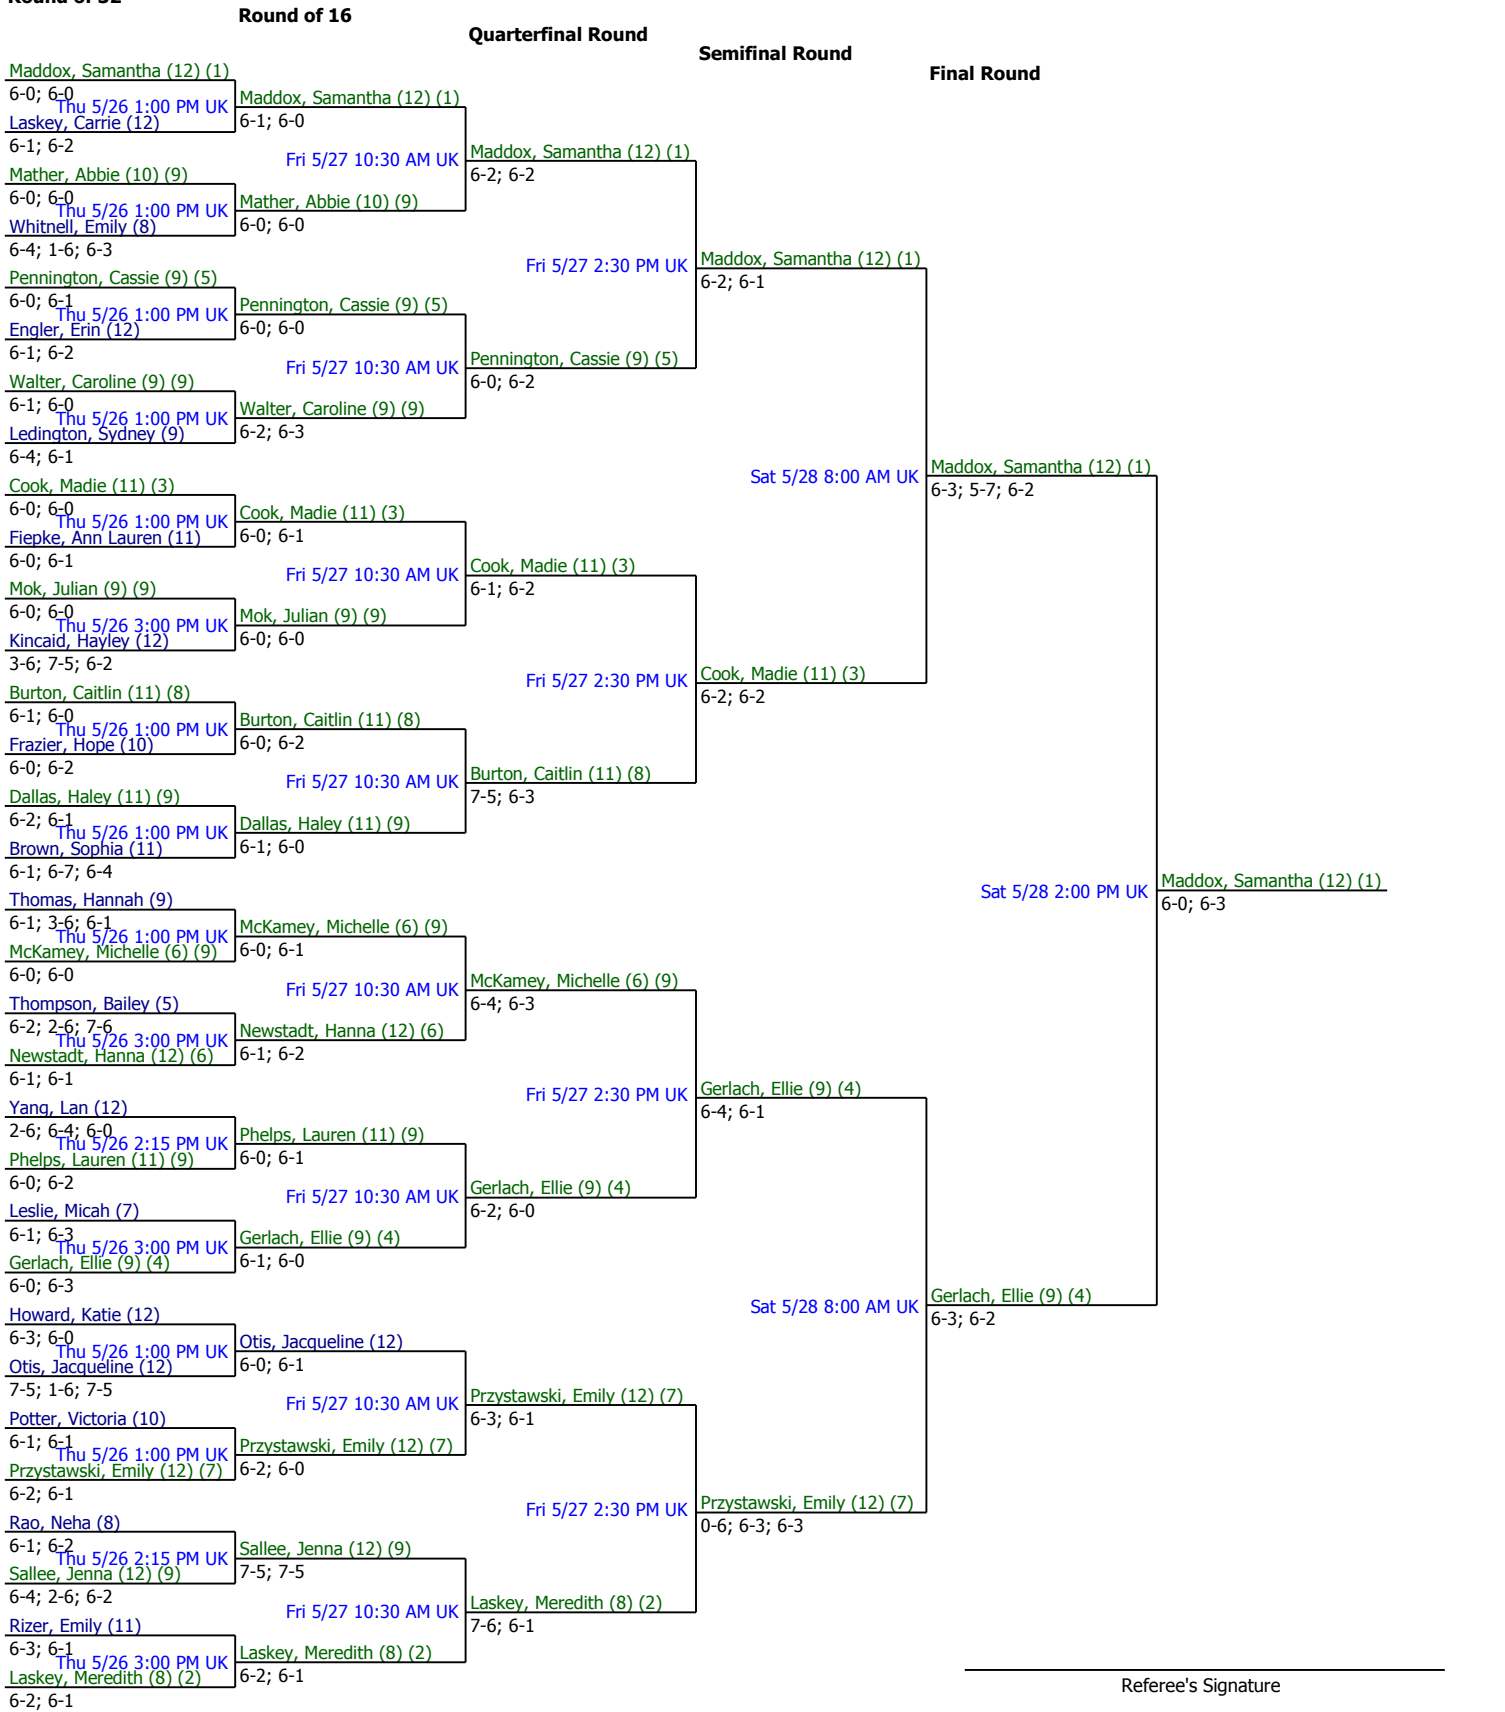 Round of 16
Quarterfinal Round
Semifinal Round
Final Round
Maddox, Samantha (12) (1)
6-0; 6-0
Thu 5/26 1:00 PM UK
Laskey, Carrie (12)
6-1; 6-2
Mather, Abbie (10) (9)
6-0; 6-0
Thu 5/26 1:00 PM UK
Whitnell, Emily (8)
6-4; 1-6; 6-3
Pennington, Cassie (9) (5)
6-0; 6-1
Thu 5/26 1:00 PM UK
Engler, Erin (12)
6-1; 6-2
Walter, Caroline (9) (9)
6-1; 6-0
Thu 5/26 1:00 PM UK
Ledington, Sydney (9)
6-4; 6-1
Cook, Madie (11) (3)
6-0; 6-0
Thu 5/26 1:00 PM UK
Fiepke, Ann Lauren (11)
6-0; 6-1
Mok, Julian (9) (9)
6-0; 6-0
Thu 5/26 3:00 PM UK
Kincaid, Hayley (12)
3-6; 7-5; 6-2
Burton, Caitlin (11) (8)
6-1; 6-0
Thu 5/26 1:00 PM UK
Frazier, Hope (10)
6-0; 6-2
Dallas, Haley (11) (9)
6-2; 6-1
Thu 5/26 1:00 PM UK
Brown, Sophia (11)
6-1; 6-7; 6-4
Thomas, Hannah (9)
6-1; 3-6; 6-1
Thu 5/26 1:00 PM UK
McKamey, Michelle (6) (9)
6-0; 6-0
Thompson, Bailey (5)
6-2; 2-6; 7-6
Thu 5/26 3:00 PM UK
Newstadt, Hanna (12) (6)
6-1; 6-1
Yang, Lan (12)
2-6; 6-4; 6-0
Thu 5/26 2:15 PM UK
Phelps, Lauren (11) (9)
6-0; 6-2
Leslie, Micah (7)
6-1; 6-3
Thu 5/26 3:00 PM UK
Gerlach, Ellie (9) (4)
6-0; 6-3
Howard, Katie (12)
6-3; 6-0
Thu 5/26 1:00 PM UK
Otis, Jacqueline (12)
7-5; 1-6; 7-5
Potter, Victoria (10)
6-1; 6-1
Thu 5/26 1:00 PM UK
Przystawski, Emily (12) (7)
6-2; 6-1
Rao, Neha (8)
6-1; 6-2
Thu 5/26 2:15 PM UK
Sallee, Jenna (12) (9)
6-4; 2-6; 6-2
Rizer, Emily (11)
6-3; 6-1
Thu 5/26 3:00 PM UK
Laskey, Meredith (8) (2)
6-2; 6-1
Maddox, Samantha (12) (1)
6-1; 6-0
Fri 5/27 10:30 AM UK
Mather, Abbie (10) (9)
6-0; 6-0
Pennington, Cassie (9) (5)
6-0; 6-0
Fri 5/27 10:30 AM UK
Walter, Caroline (9) (9)
6-2; 6-3
Cook, Madie (11) (3)
6-0; 6-1
Fri 5/27 10:30 AM UK
Mok, Julian (9) (9)
6-0; 6-0
Burton, Caitlin (11) (8)
6-0; 6-2
Fri 5/27 10:30 AM UK
Dallas, Haley (11) (9)
6-1; 6-0
McKamey, Michelle (6) (9)
6-0; 6-1
Fri 5/27 10:30 AM UK
Newstadt, Hanna (12) (6)
6-1; 6-2
Phelps, Lauren (11) (9)
6-0; 6-1
Fri 5/27 10:30 AM UK
Gerlach, Ellie (9) (4)
6-1; 6-0
Otis, Jacqueline (12)
6-0; 6-1
Fri 5/27 10:30 AM UK
Przystawski, Emily (12) (7)
6-2; 6-0
Sallee, Jenna (12) (9)
7-5; 7-5
Fri 5/27 10:30 AM UK
Laskey, Meredith (8) (2)
6-2; 6-1
Maddox, Samantha (12) (1)
6-2; 6-2
Fri 5/27 2:30 PM UK
Pennington, Cassie (9) (5)
6-0; 6-2
Cook, Madie (11) (3)
6-1; 6-2
Fri 5/27 2:30 PM UK
Burton, Caitlin (11) (8)
7-5; 6-3
McKamey, Michelle (6) (9)
6-4; 6-3
Fri 5/27 2:30 PM UK
Gerlach, Ellie (9) (4)
6-2; 6-0
Przystawski, Emily (12) (7)
6-3; 6-1
Fri 5/27 2:30 PM UK
Laskey, Meredith (8) (2)
7-6; 6-1
Maddox, Samantha (12) (1)
6-2; 6-1
Sat 5/28 8:00 AM UK
Cook, Madie (11) (3)
6-2; 6-2
Gerlach, Ellie (9) (4)
6-4; 6-1
Sat 5/28 8:00 AM UK
Przystawski, Emily (12) (7)
0-6; 6-3; 6-3
Maddox, Samantha (12) (1)
6-3; 5-7; 6-2
Sat 5/28 2:00 PM UK
Gerlach, Ellie (9) (4)
6-3; 6-2
Maddox, Samantha (12) (1)
6-0; 6-3
Referee's Signature